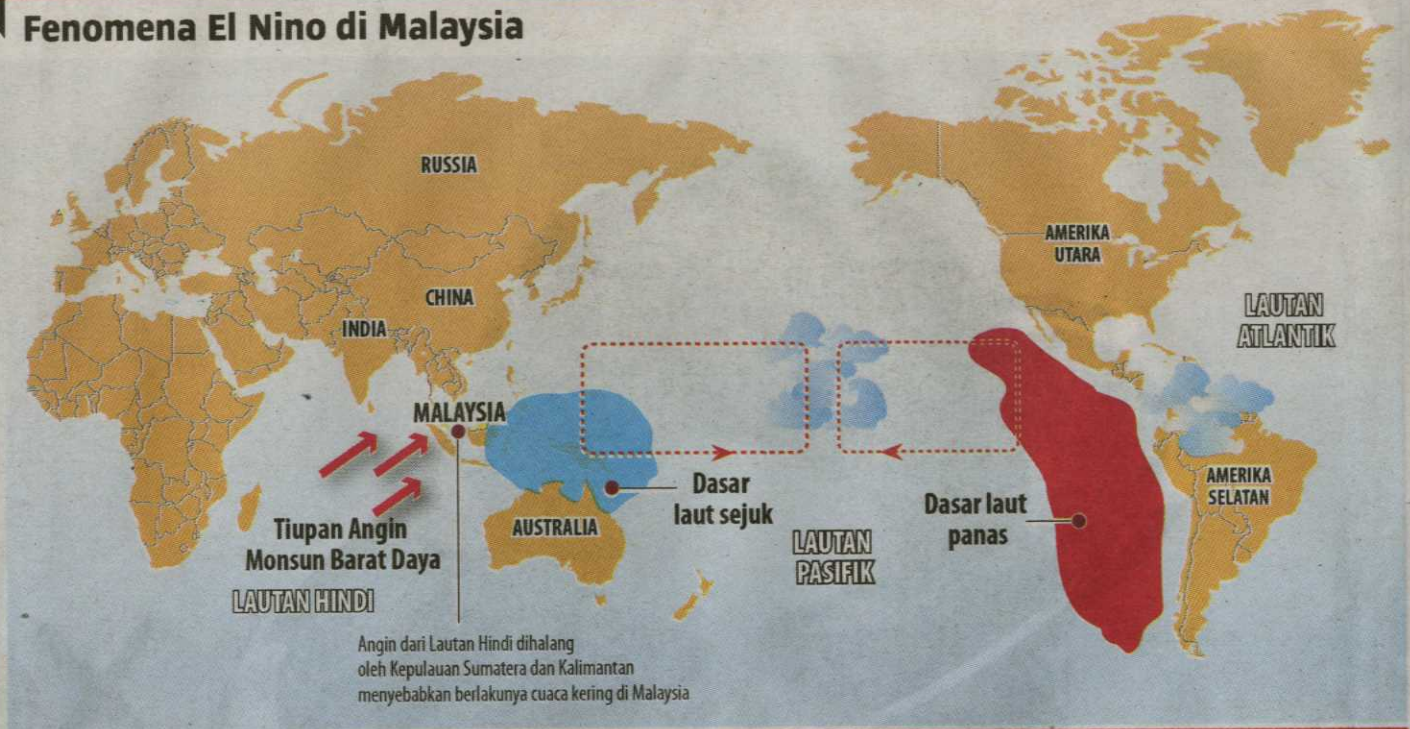 Fenomena El Nino di Malaysia
RUSSIA
CHINA
INDIA
MALAYSIA
AMERIKA
UTARA
LAUTAN
ATLANTIK
AMERIKA
SELATAN
Dasar
laut sejuk
Dasar laut
panas
LAUTAN
PASIFIK
AUSTRALIA
Tiupan Angin
Monsun Barat Daya
LAUTAN HINDI
Angin dari Lautan Hindi dihalang
oleh Kepulauan Sumatera dan Kalimantan
menyebabkan berlakunya cuaca kering di Malaysia